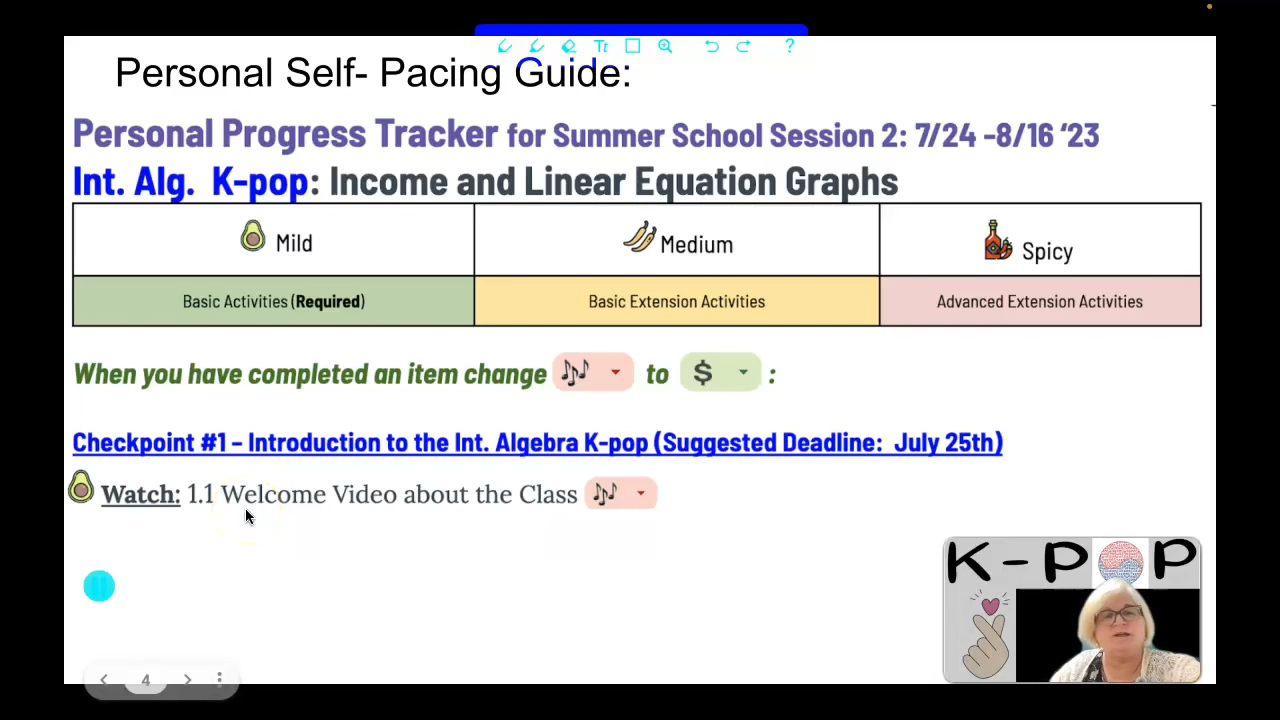 Tt ?
Personal Self- Pacing Guide:
Personal Progress Tracker for Summer School Session 2: 7/24 -8/16 ‘23
Int. Alg. K-pop: Income and Linear Equation Graphs
Mild Medium Spicy
Basic Activities (Required) Basic Extension Activities Advanced Extension Activities
When you have completed an item change to $ :
Checkpoint #1 – Introduction to the Int. Algebra K-pop (Suggested Deadline: July 25th)
Watch: 1.1 Welcome Video about the Class
K-POP
4